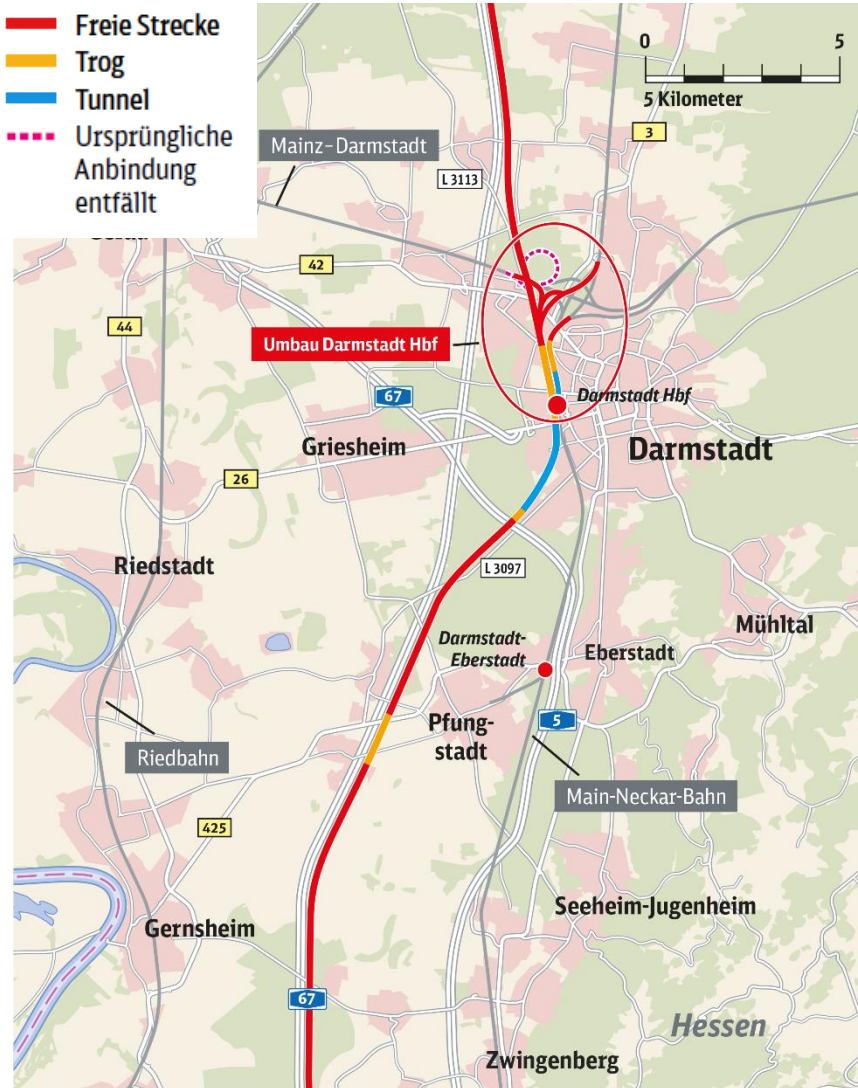 Freie Strecke
Trog
Tunnel
Ursprüngliche
Anbindung
entfällt
0 5
5 Kilometer
3
Mainz–Darmstadt
L 3113
42
44
Umbau Darmstadt Hbf
67
Darmstadt Hbf
Griesheim
Darmstadt
26
Riedstadt
L 3097
Mühltal
Darmstadt-
Eberstadt
Eberstadt
Pfung-
stadt
5
Riedbahn
Main-Neckar-Bahn
425
Seeheim-Jugenheim
Gernsheim
67
Hessen
Zwingenberg